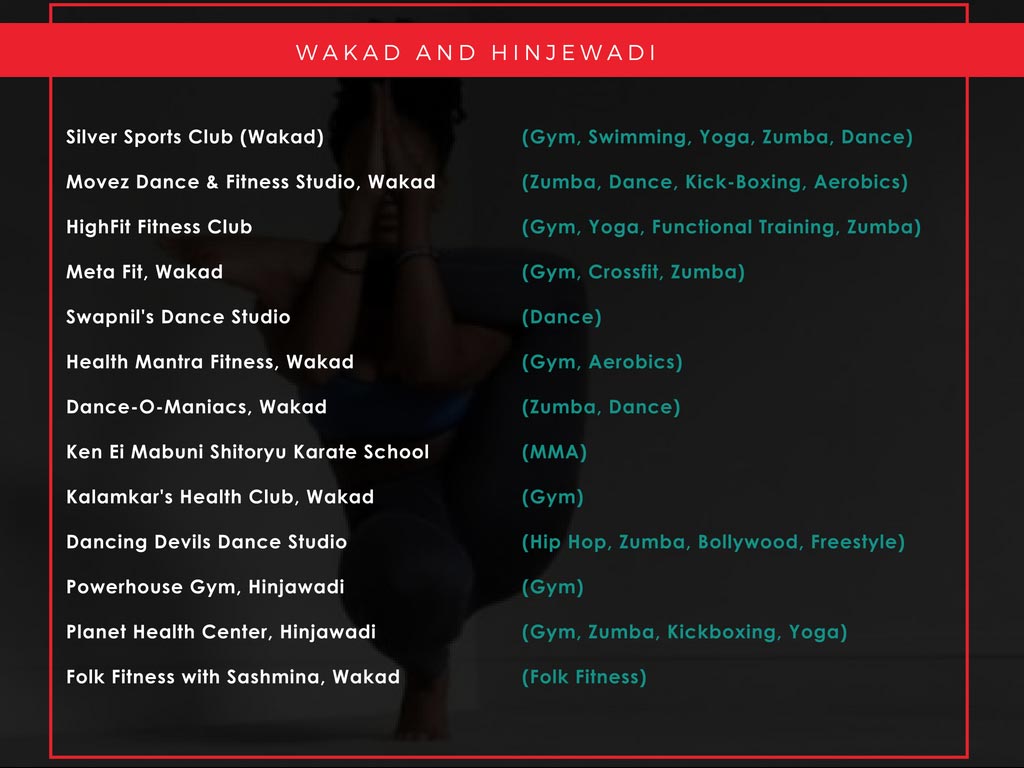 WAKAD AND HINJEWADI
Silver Sports Club (Wakad) (Gym, Swimming, Yoga, Zumba, Dance)
Movez Dance & Fitness Studio, Wakad (Zumba, Dance, Kick-Boxing, Aerobics)
HighFit Fitness Club (Gym, Yoga, Functional Training, Zumba)
Meta Fit, Wakad (Gym, Crossfit, Zumba)
Swapnil's Dance Studio (Dance)
Health Mantra Fitness, Wakad (Gym, Aerobics)
Dance-O-Maniacs, Wakad (Zumba, Dance)
Ken Ei Mabuni Shitoryu Karate School (MMA)
Kalamkar's Health Club, Wakad (Gym)
Dancing Devils Dance Studio (Hip Hop, Zumba, Bollywood, Freestyle)
Powerhouse Gym, Hinjawadi (Gym)
Planet Health Center, Hinjawadi (Gym, Zumba, Kickboxing, Yoga)
Folk Fitness with Sashmina, Wakad (Folk Fitness)